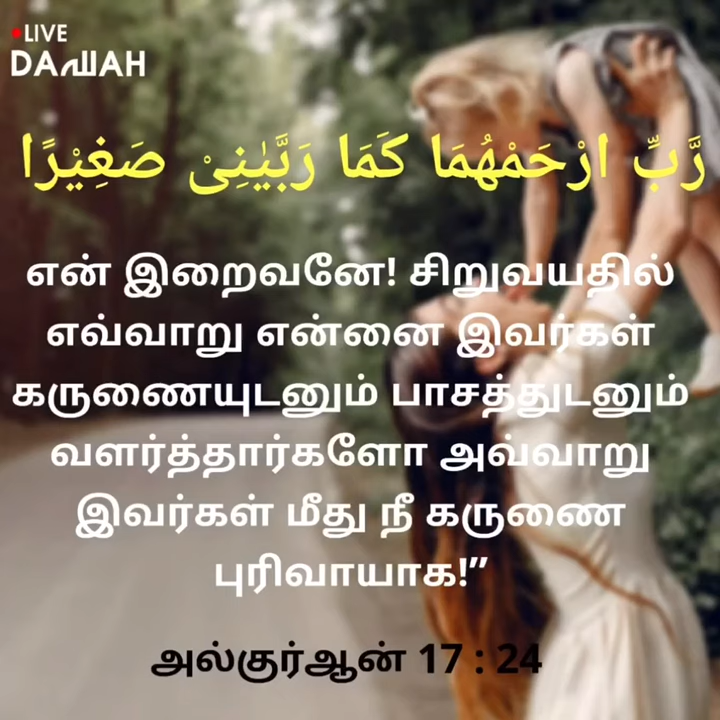 LIVE
DAWAH
رَّبِّ ارْحَمْهُمَا كَمَا رَبَّيٰنِىْ صَغِيْرًا
என் இறைவனே! சிறுவயதில்
எவ்வாறு என்னை இவர்கள்
கருணையுடனும் பாசத்துடனும்
வளர்த்தார்களோ அவ்வாறு
இவர்கள் மீது நீ கருணை
புரிவாயாக!”
அல்குர்ஆன் 17 : 24